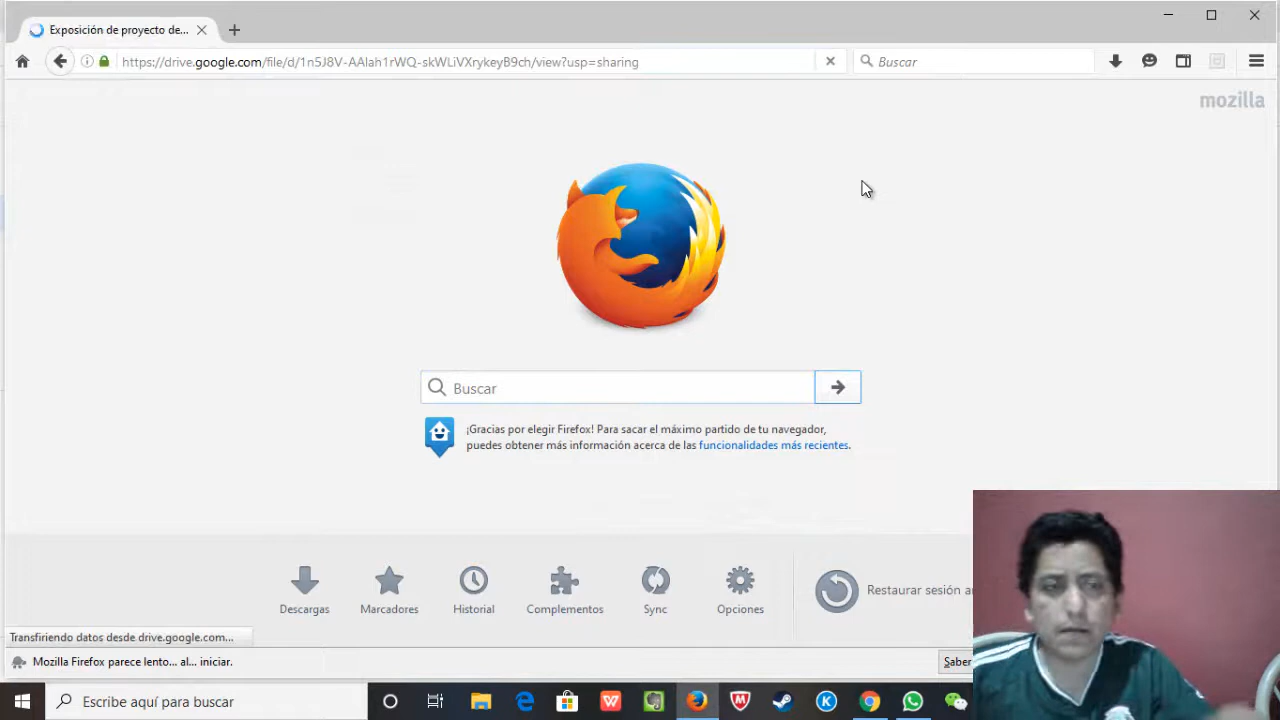 Exposición de proyecto de...
https://drive.google.com/file/d/1n5J8V-AAlah1rWQ-skWLiVXrykeyB9ch/view?usp=sharing
Buscar
mozilla
Buscar
¡Gracias por elegir Firefox! Para sacar el máximo partido de tu navegador,
puedes obtener más información acerca de las funcionalidades más recientes.
Descargas
Marcadores
Historial
Complementos
Sync
Opciones
Restaurar sesión a
Transfiriendo datos desde drive.google.com...
Mozilla Firefox parece lento... al... iniciar.
Saber
Escribe aquí para buscar